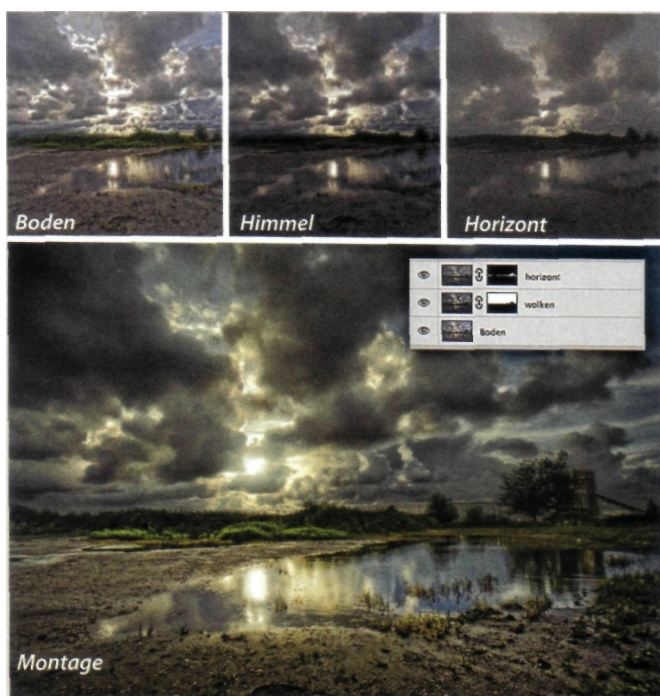 Boden
Himmel
Horizont
horizont
wolken
Boden
Montage